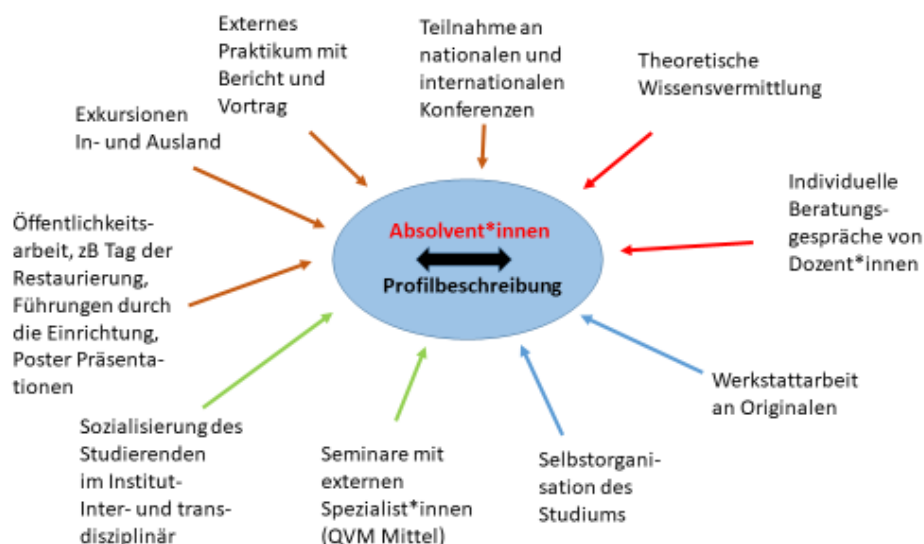 Externes
Praktikum mit
Bericht und
Vortrag
Teilnahme an
nationalen und
internationalen
Konferenzen
Theoretische
Wissensvermittlung
Exkursionen
In- und Ausland
Individuelle
Beratungs-
gespräche von
Dozent*innen
Öffentlichkeits-
arbeit, zB Tag der
Restaurierung,
Führungen durch
die Einrichtung,
Poster Präsenta-
tionen
Absolvent*innen
Profilbeschreibung
Werkstattarbeit
an Originalen
Sozialisierung des
Studierenden
im Institut-
Inter- und trans-
disziplinär
Seminare mit
externen
Spezialist*innen
(QVM Mittel)
Selbstorgani-
sation des
Studiums